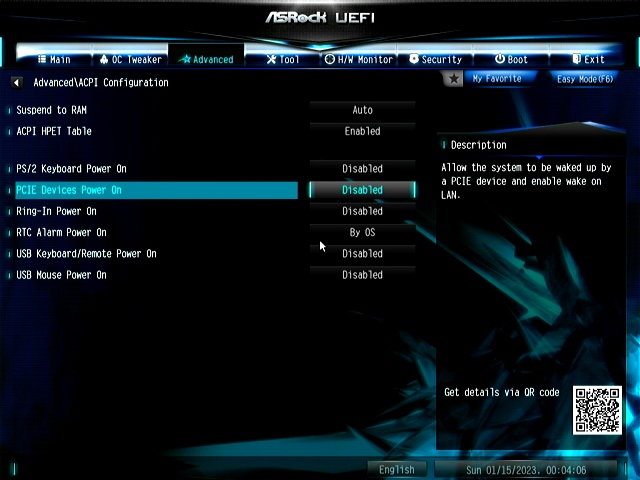 ASRock UEFI
Main OC Tweaker Advanced Tool H/W Monitor Security Boot Exit
Advanced\ACPI Configuration My Favorite Easy Mode(F6)
Suspend to RAM Auto
ACPI HPET Table Enabled
PS/2 Keyboard Power On Disabled
PCIE Devices Power On Disabled
Ring-In Power On Disabled
RTC Alarm Power On By OS
USB Keyboard/Remote Power On Disabled
USB Mouse Power On Disabled
Description
Allow the system to be waked up by
a PCIE device and enable wake on
LAN.
Get details via QR code
English Sun 01/15/2023. 00:04:06